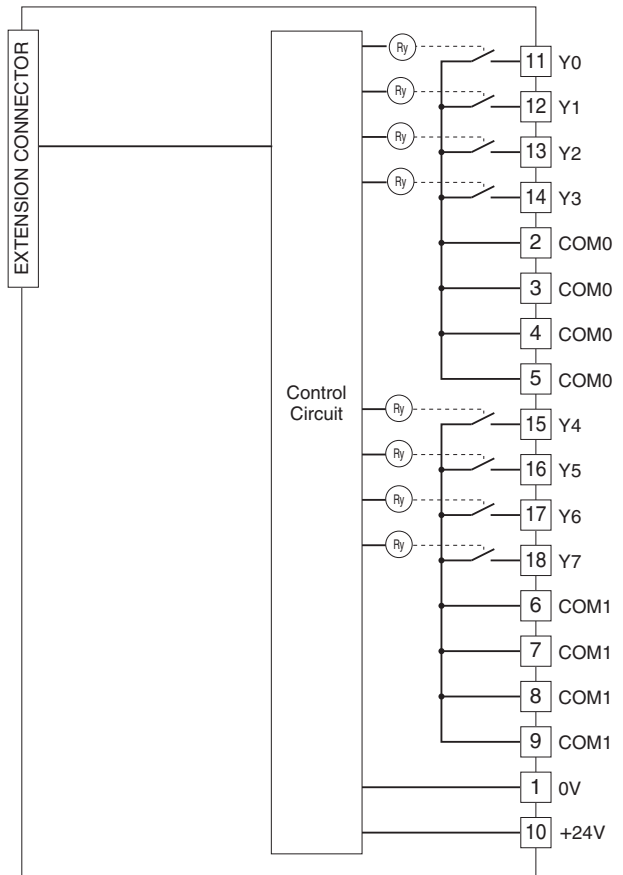 EXTENSION CONNECTOR
Control
Circuit
Ry 11 Y0
Ry 12 Y1
Ry 13 Y2
Ry 14 Y3
2 COM0
3 COM0
4 COM0
5 COM0
Ry 15 Y4
Ry 16 Y5
Ry 17 Y6
Ry 18 Y7
6 COM1
7 COM1
8 COM1
9 COM1
1 0V
10 +24V